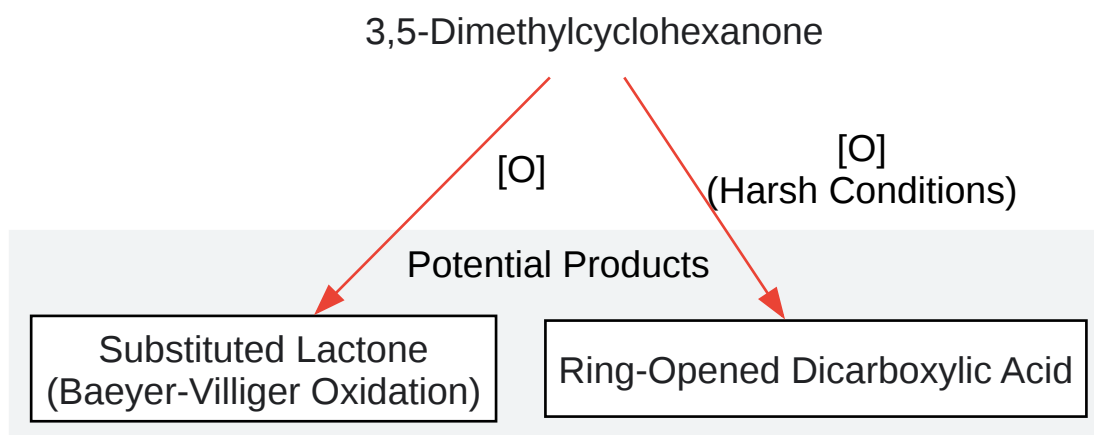 3,5-Dimethylcyclohexanone
[O]
[O]
(Harsh Conditions)
Potential Products
Substituted Lactone
(Baeyer-Villiger Oxidation)
Ring-Opened Dicarboxylic Acid